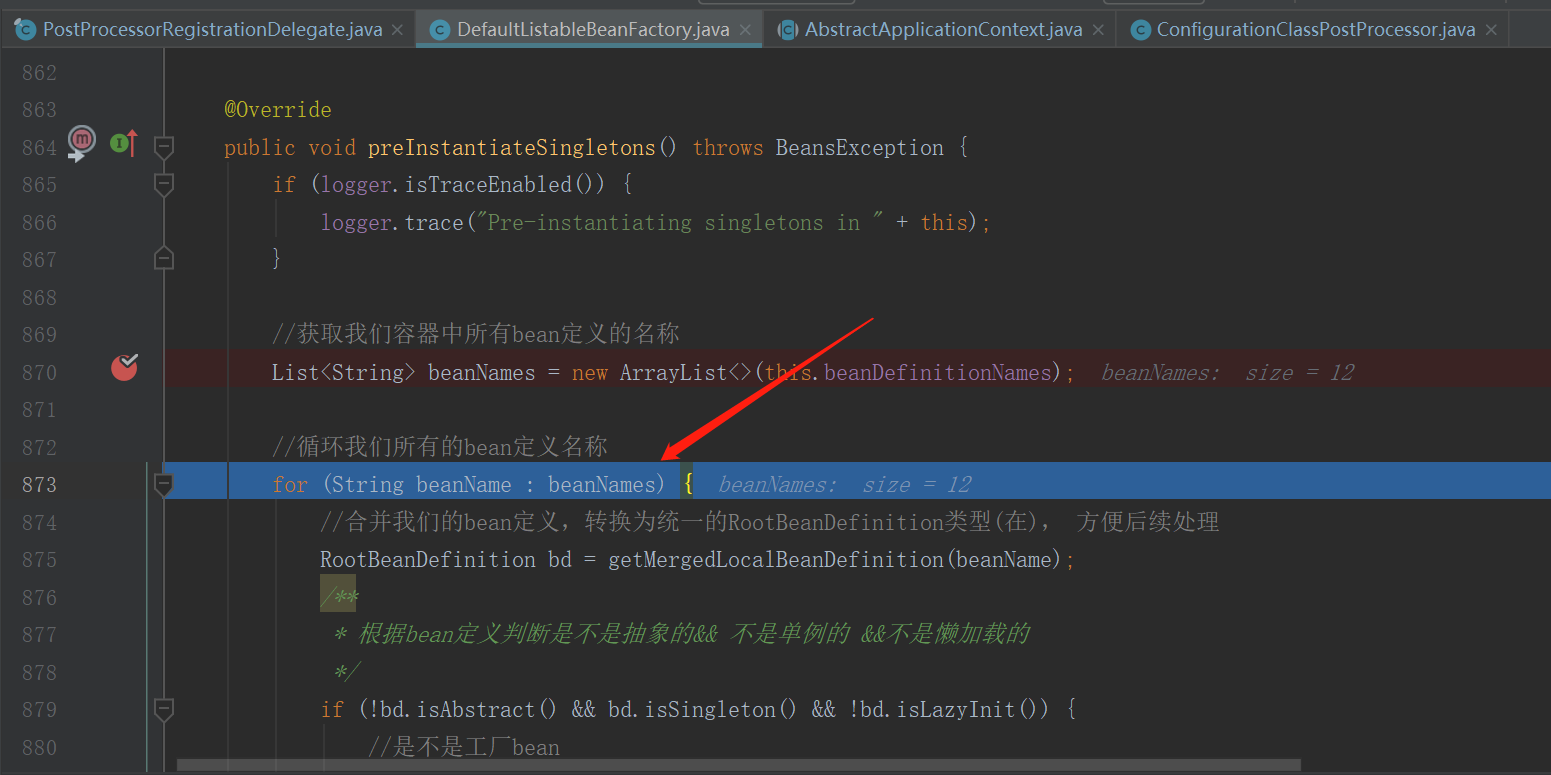 PostProcessorRegistrationDelegate.java DefaultListableBeanFactory.java AbstractApplicationContext.java ConfigurationClassPostProcessor.java
862
863 @Override
864 public void preInstantiateSingletons() throws BeansException {
865 if (logger.isTraceEnabled()) {
866 logger.trace("Pre-instantiating singletons in " + this);
867 }
868
869 //获取我们容器中所有bean定义的名称
870 List<String> beanNames = new ArrayList<>(this.beanDefinitionNames); beanNames: size = 12
871
872 //循环我们所有的bean定义名称
873 for (String beanName : beanNames) { beanNames: size = 12
874 //合并我们的bean定义，转换为统一的RootBeanDefinition类型(在)， 方便后续处理
875 RootBeanDefinition bd = getMergedLocalBeanDefinition(beanName);
876 /**
877 * 根据bean定义判断是不是抽象的&& 不是单例的 &&不是懒加载的
878 */
879 if (!bd.isAbstract() && bd.isSingleton() && !bd.isLazyInit()) {
880 //是不是工厂bean